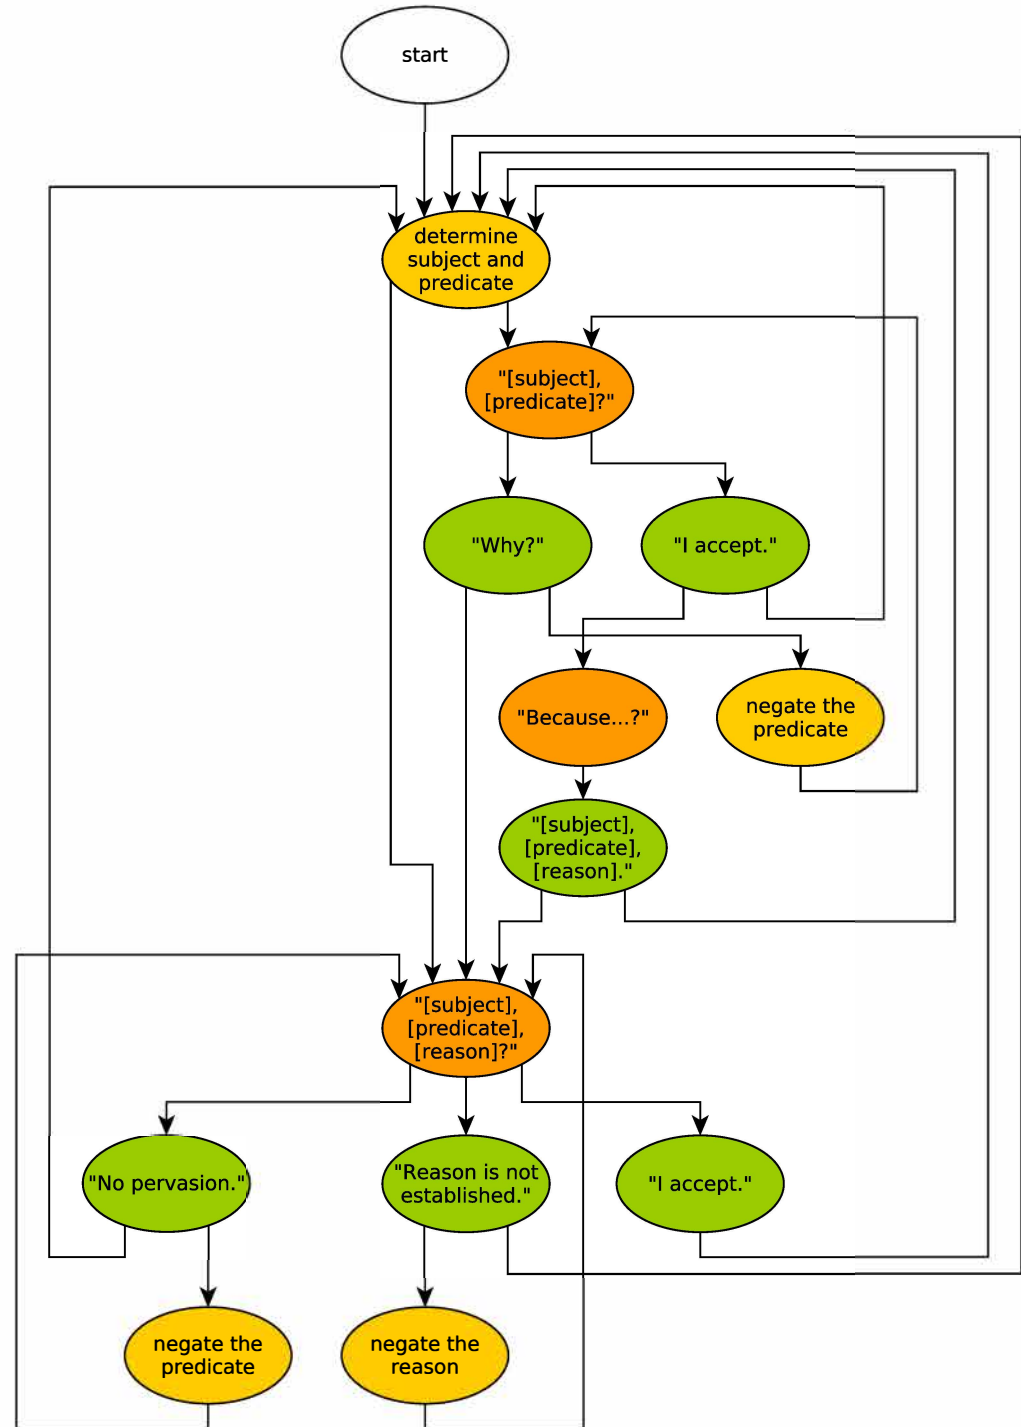 start
determine
subject and
predicate
"[subject],
[predicate]?"
"Why?"
"I accept."
"Because...?"
negate the
predicate
"[subject],
[predicate],
[reason]."
"[subject],
[predicate],
[reason]?"
"No pervasion."
"Reason is not
established."
"I accept."
negate the
predicate
negate the
reason